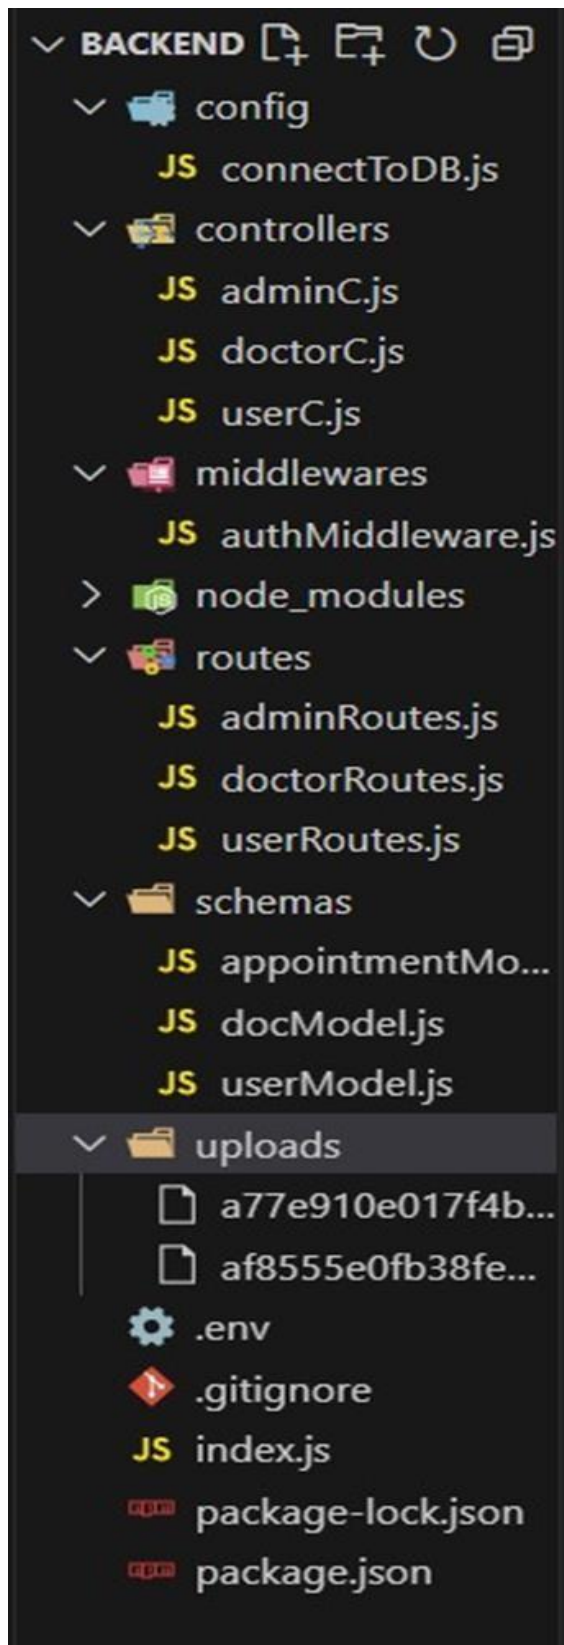 BACKEND
config
JS connectToDB.js
controllers
JS adminC.js
JS doctorC.js
JS userC.js
middlewares
JS authMiddleware.js
node_modules
routes
JS adminRoutes.js
JS doctorRoutes.js
JS userRoutes.js
schemas
JS appointmentMo...
JS docModel.js
JS userModel.js
uploads
a77e910e017f4b...
af8555e0fb38fe...
.env
.gitignore
JS index.js
package-lock.json
package.json